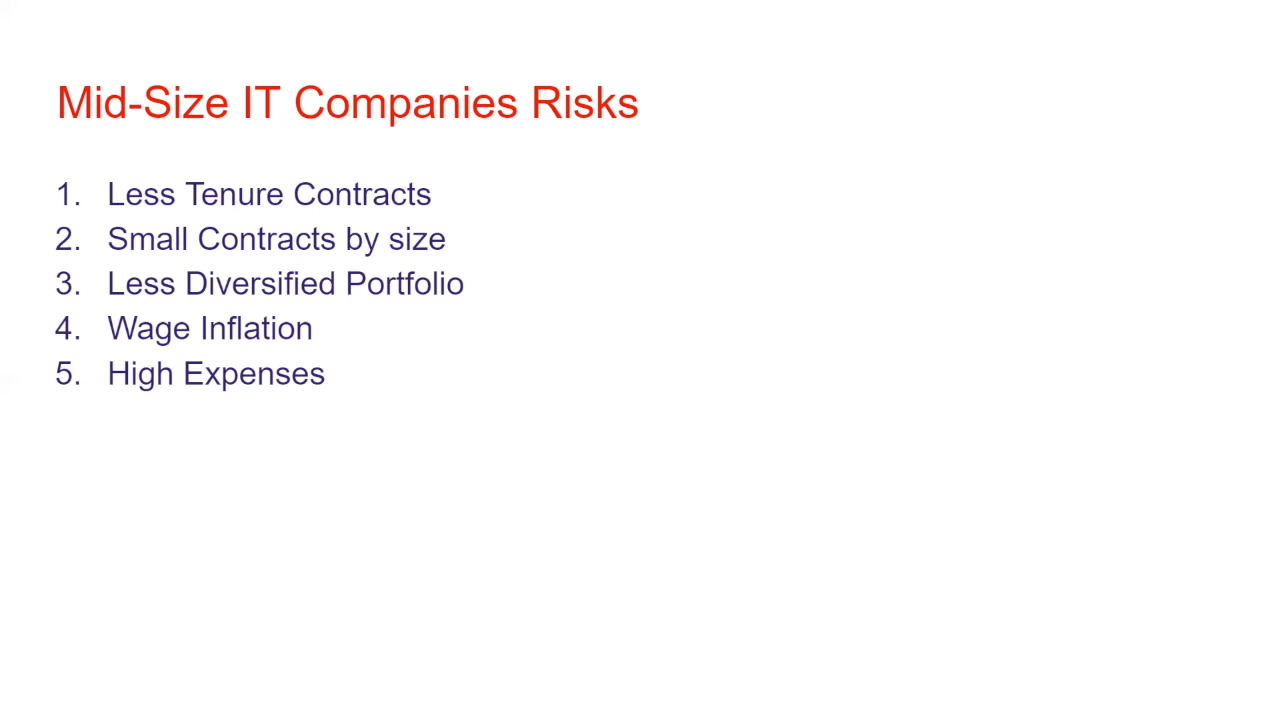 Mid-Size IT Companies Risks
1. Less Tenure Contracts
2. Small Contracts by size
3. Less Diversified Portfolio
4. Wage Inflation
5. High Expenses